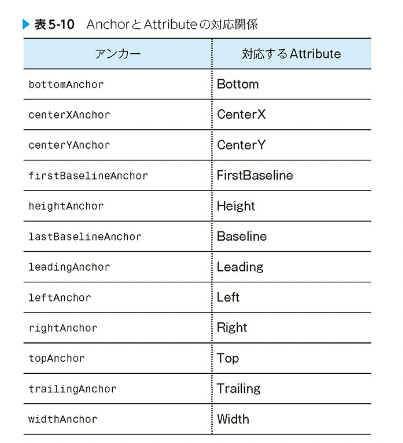 ▶ 表5-10 AnchorとAttributeの対応関係
アンカー 対応するAttribute
bottomAnchor Bottom
centerXAnchor CenterX
centerYAnchor CenterY
firstBaselineAnchor FirstBaseline
heightAnchor Height
lastBaselineAnchor Baseline
leadingAnchor Leading
leftAnchor Left
rightAnchor Right
topAnchor Top
trailingAnchor Trailing
widthAnchor Width